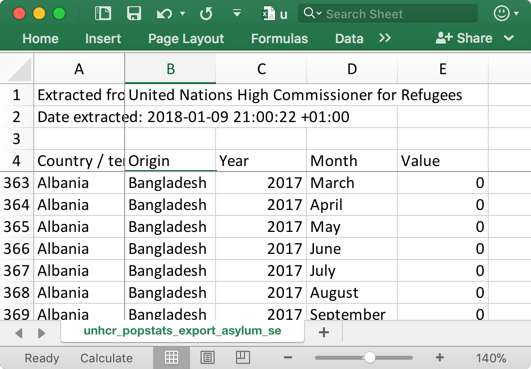 u Search Sheet
Home Insert Page Layout Formulas Data >> Share
A B C D E
1 Extracted fro United Nations High Commissioner for Refugees
2 Date extracted: 2018-01-09 21:00:22 +01:00
3
4 Country / te Origin Year Month Value
363 Albania Bangladesh 2017 March 0
364 Albania Bangladesh 2017 April 0
365 Albania Bangladesh 2017 May 0
366 Albania Bangladesh 2017 June 0
367 Albania Bangladesh 2017 July 0
368 Albania Bangladesh 2017 August 0
369 Albania Bangladesh 2017 September 0
unhcr_popstats_export_asylum_se +
Ready Calculate − + 140%